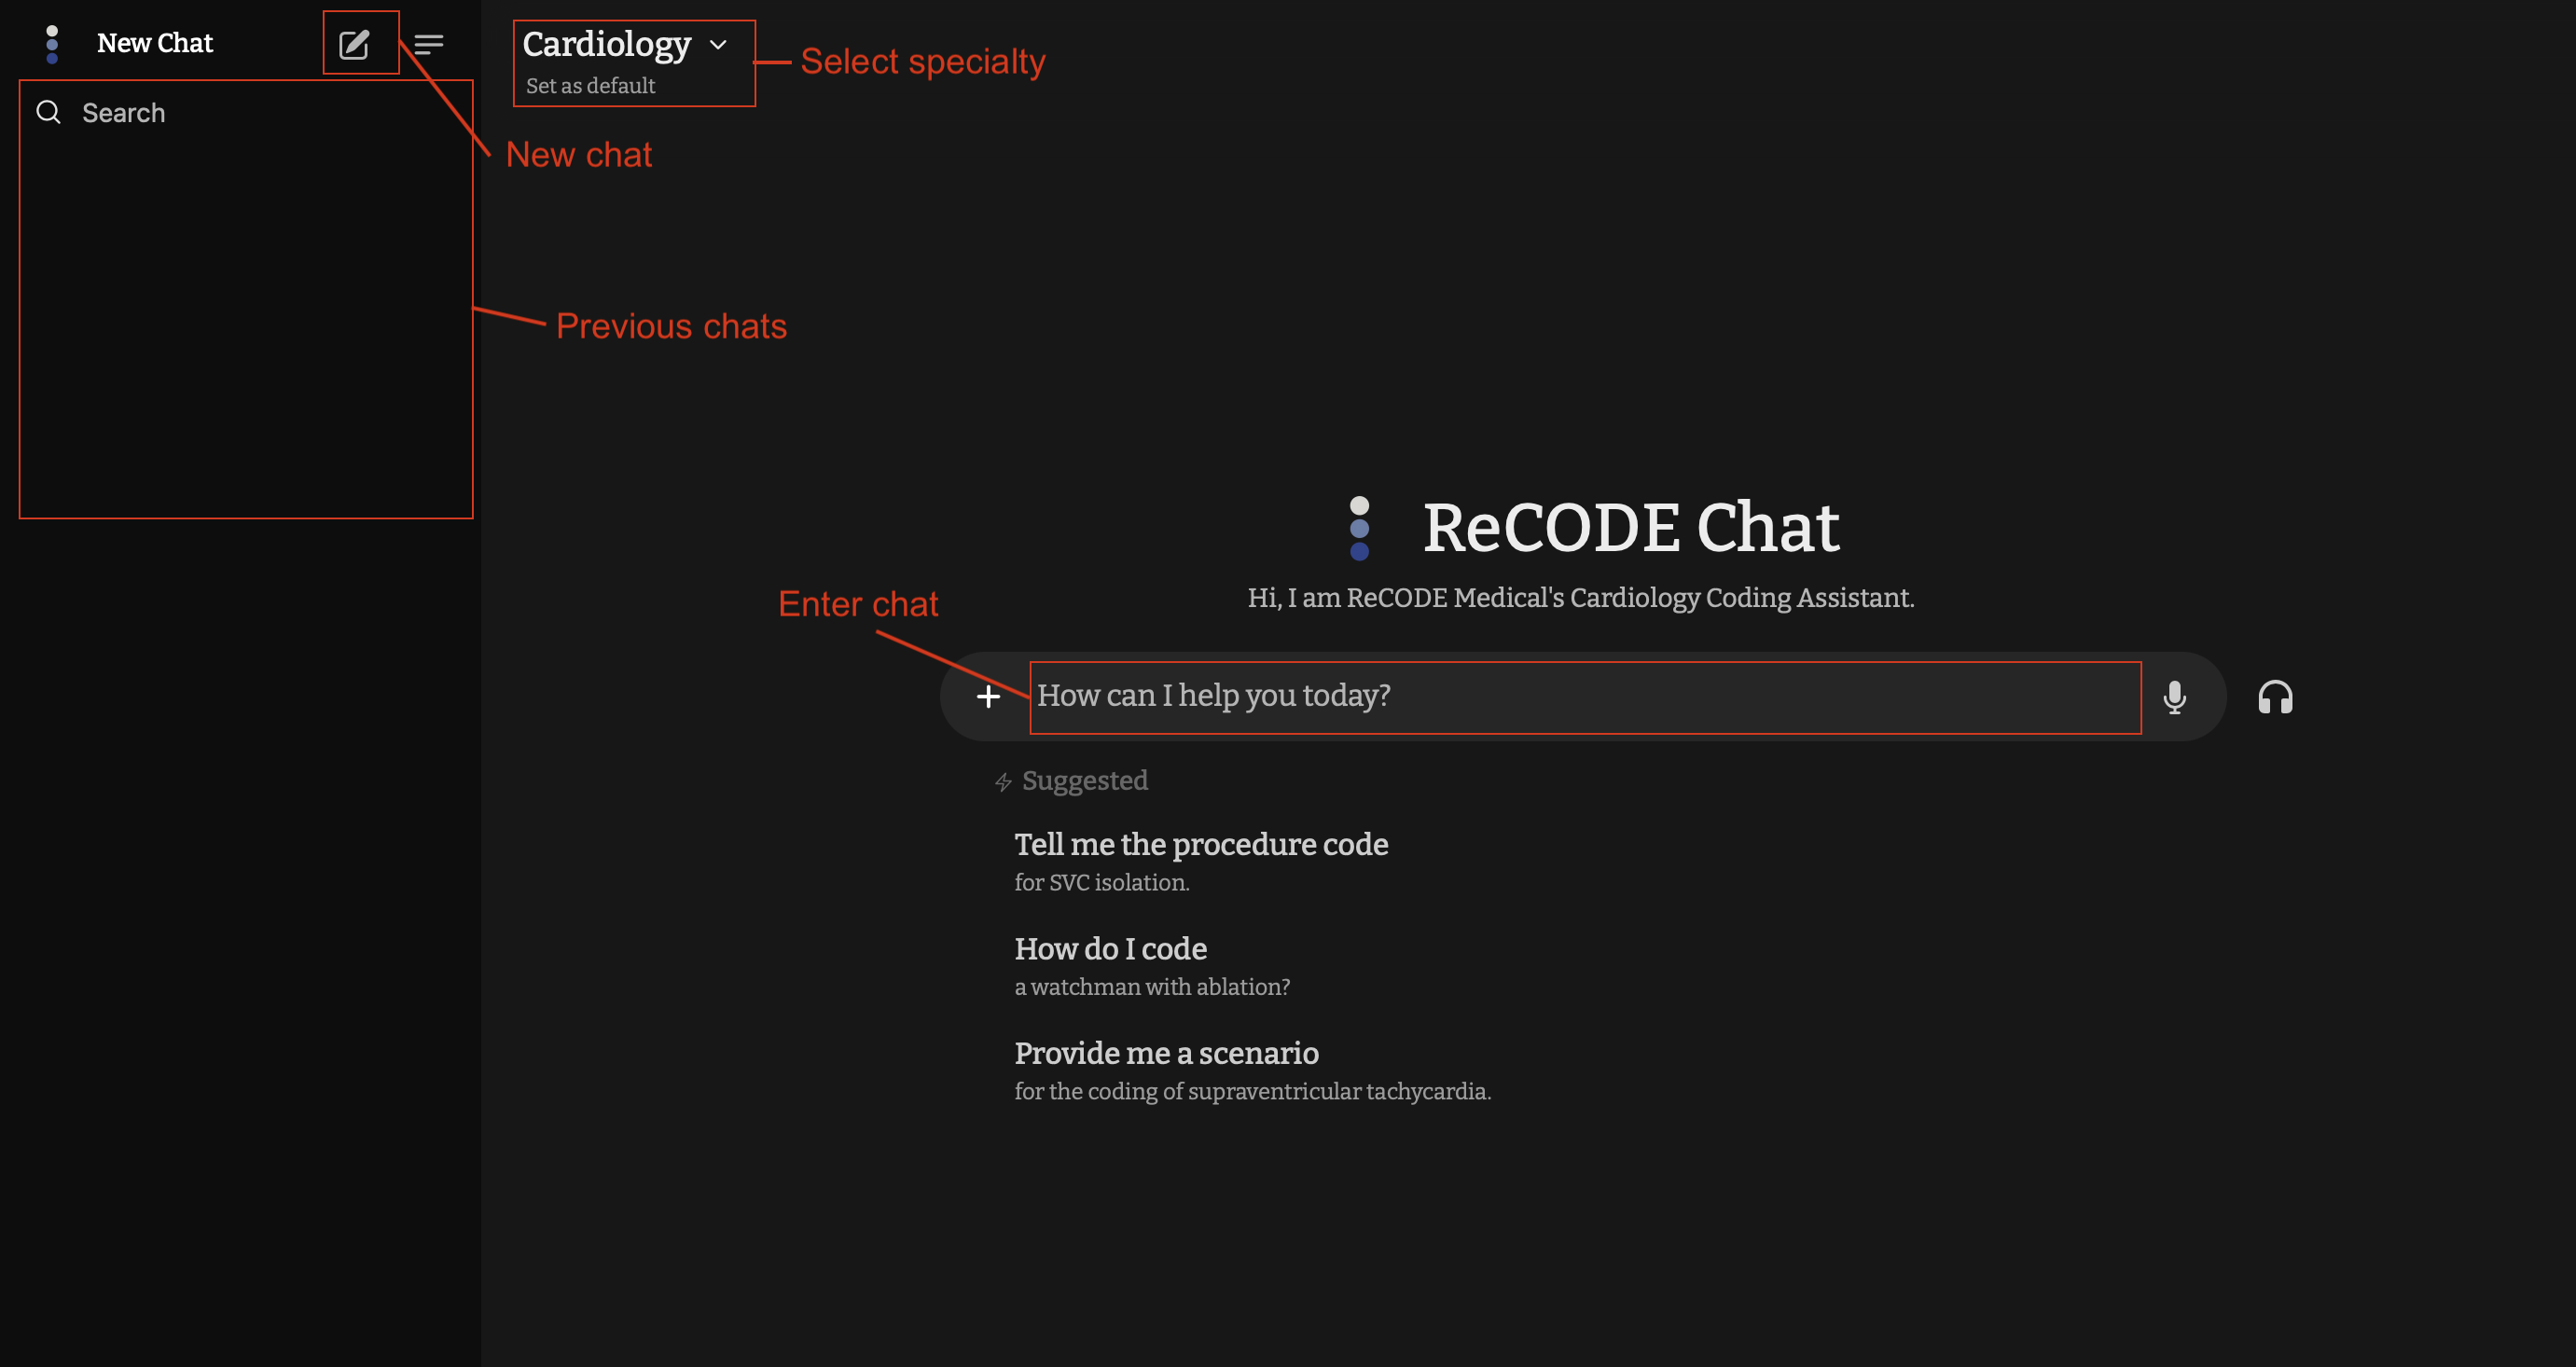 New Chat
Search
Cardiology
Set as default
Select specialty
New chat
Previous chats
ReCODE Chat
Hi, I am ReCODE Medical's Cardiology Coding Assistant.
Enter chat
How can I help you today?
Suggested
Tell me the procedure code
for SVC isolation.
How do I code
a watchman with ablation?
Provide me a scenario
for the coding of supraventricular tachycardia.